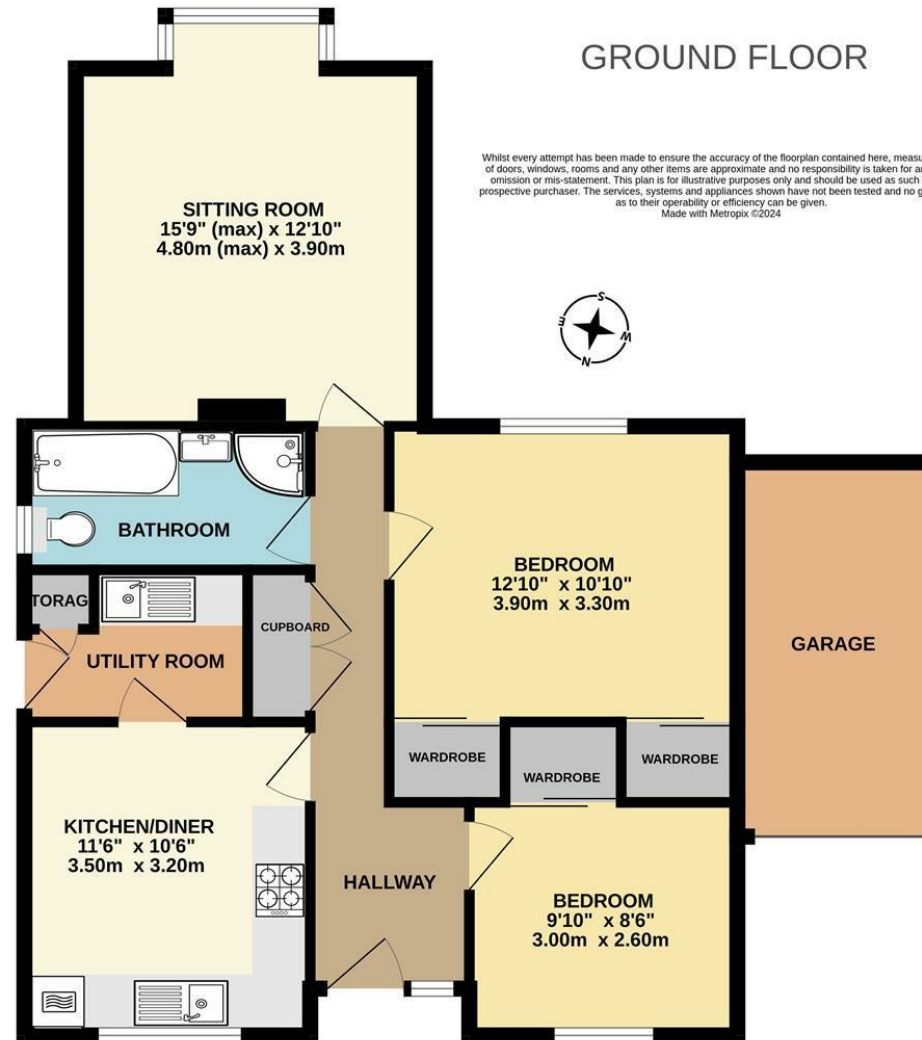 GROUND FLOOR
Whilst every attempt has been made to ensure the accuracy of the floorplan contained here, measu
of doors, windows, rooms and any other items are approximate and no responsibility is taken for an
omission or mis-statement. This plan is for illustrative purposes only and should be used as such
prospective purchaser. The services, systems and appliances shown have not been tested and no g
as to their operability or efficiency can be given.
Made with Metropix ©2024
SITTING ROOM
15'9" (max) x 12'10"
4.80m (max) x 3.90m
S
E
W
N
BATHROOM
BEDROOM
12'10" x 10'10"
3.90m x 3.30m
TORAG
CUPBOARD
UTILITY ROOM
GARAGE
WARDROBE
WARDROBE
WARDROBE
KITCHEN/DINER
11'6" x 10'6"
3.50m x 3.20m
HALLWAY
BEDROOM
9'10" x 8'6"
3.00m x 2.60m